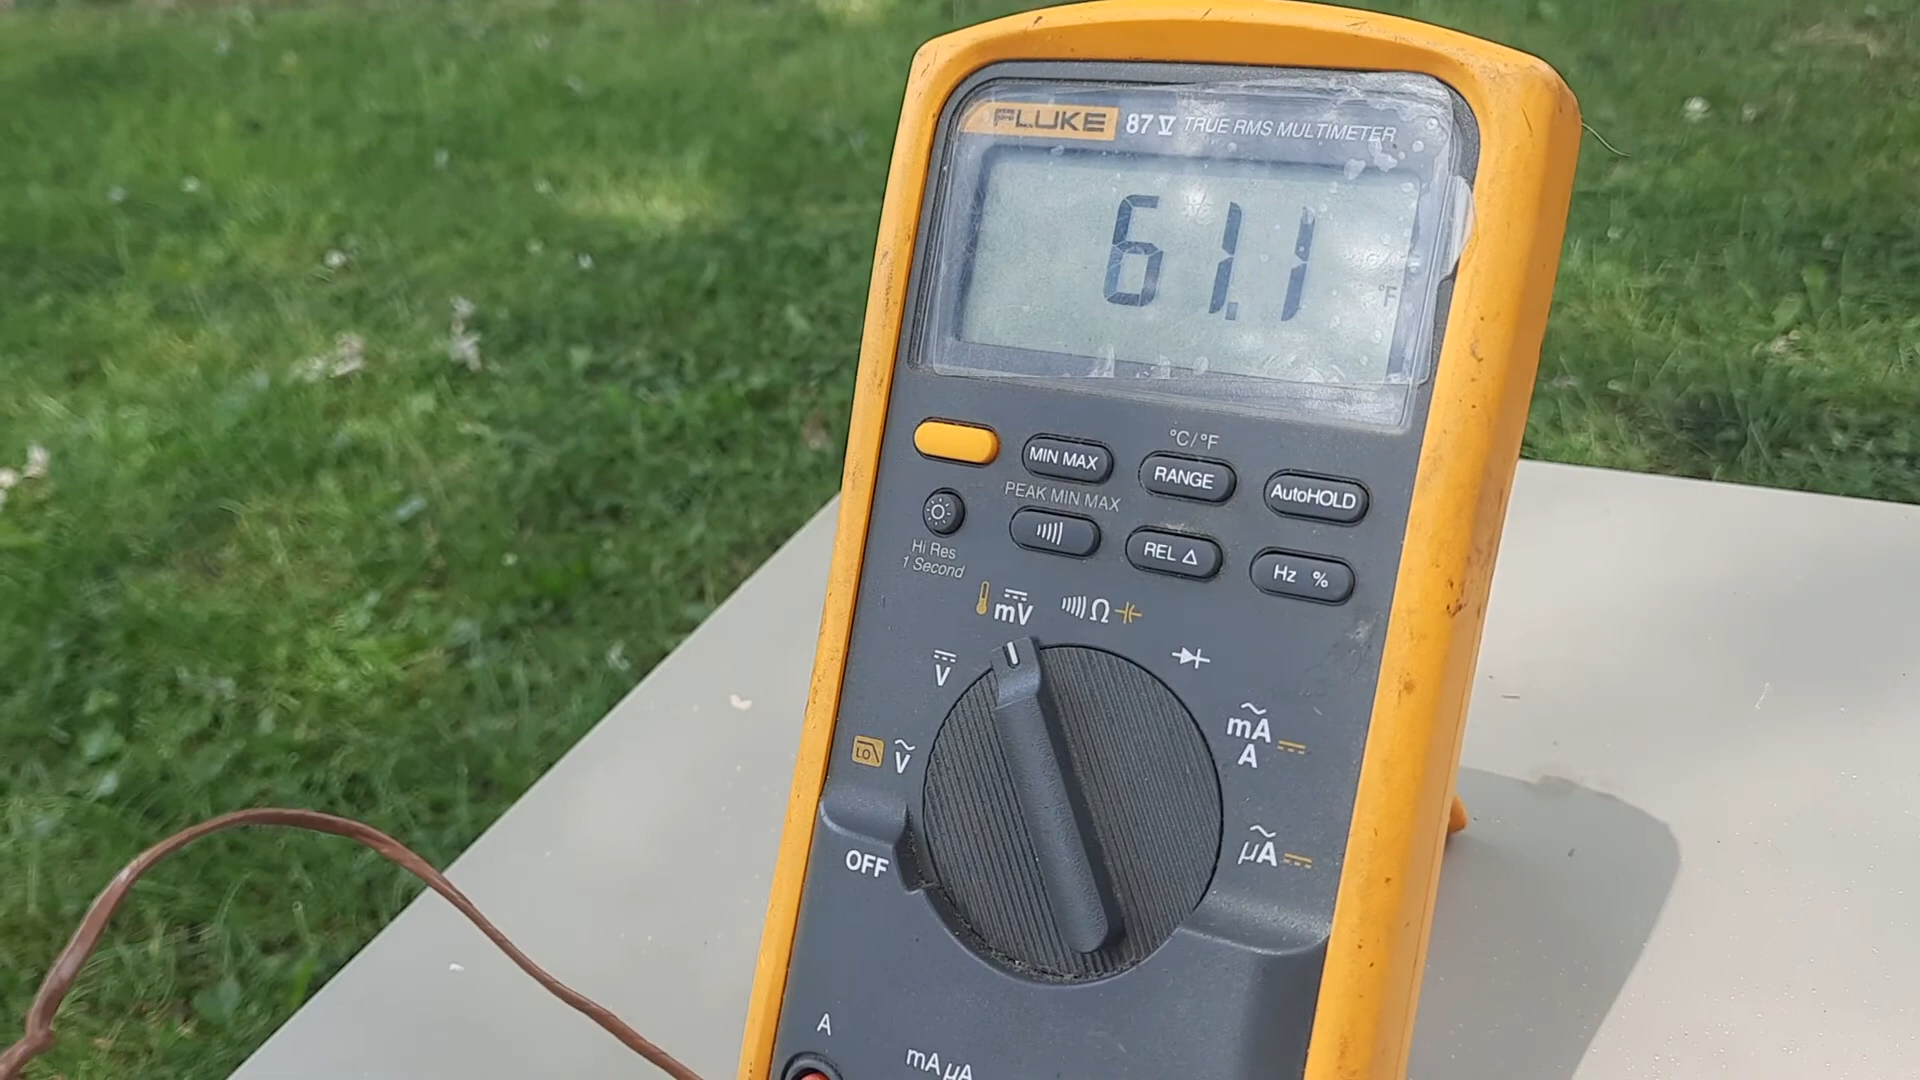 FLUKE 87 V TRUE RMS MULTIMETER
61.1
°F
°C/°F
MIN MAX RANGE AutoHOLD
PEAK MIN MAX
REL Δ Hz %
Hi Res
1 Second
mV Ω
V
LO V
mA
A
µA
OFF
A
mA µA